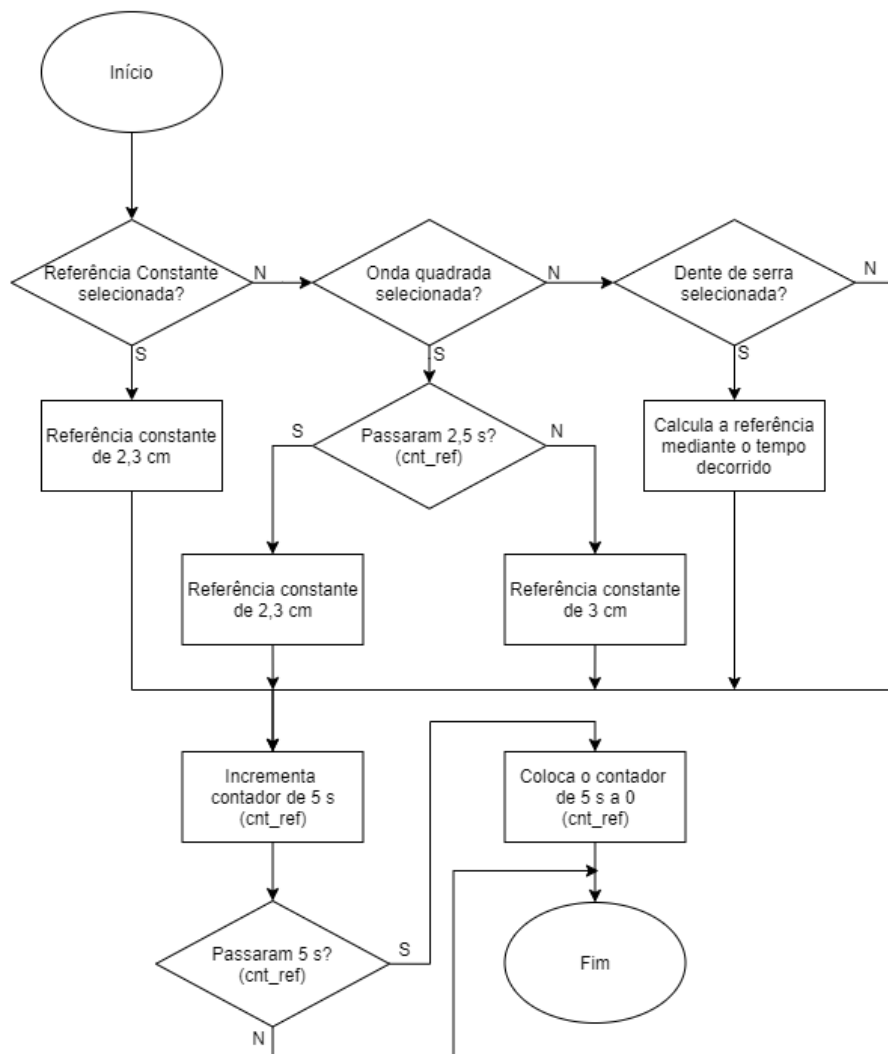 Início
Referência Constante
selecionada?
N
Onda quadrada
selecionada?
N
Dente de serra
selecionada?
N
S
S
S
Referência constante
de 2,3 cm
S
Passaram 2,5 s?
(cnt_ref)
N
Calcula a referência
mediante o tempo
decorrido
Referência constante
de 2,3 cm
Referência constante
de 3 cm
Incrementa
contador de 5 s
(cnt_ref)
Coloca o contador
de 5 s a 0
(cnt_ref)
Passaram 5 s?
(cnt_ref)
S
Fim
N